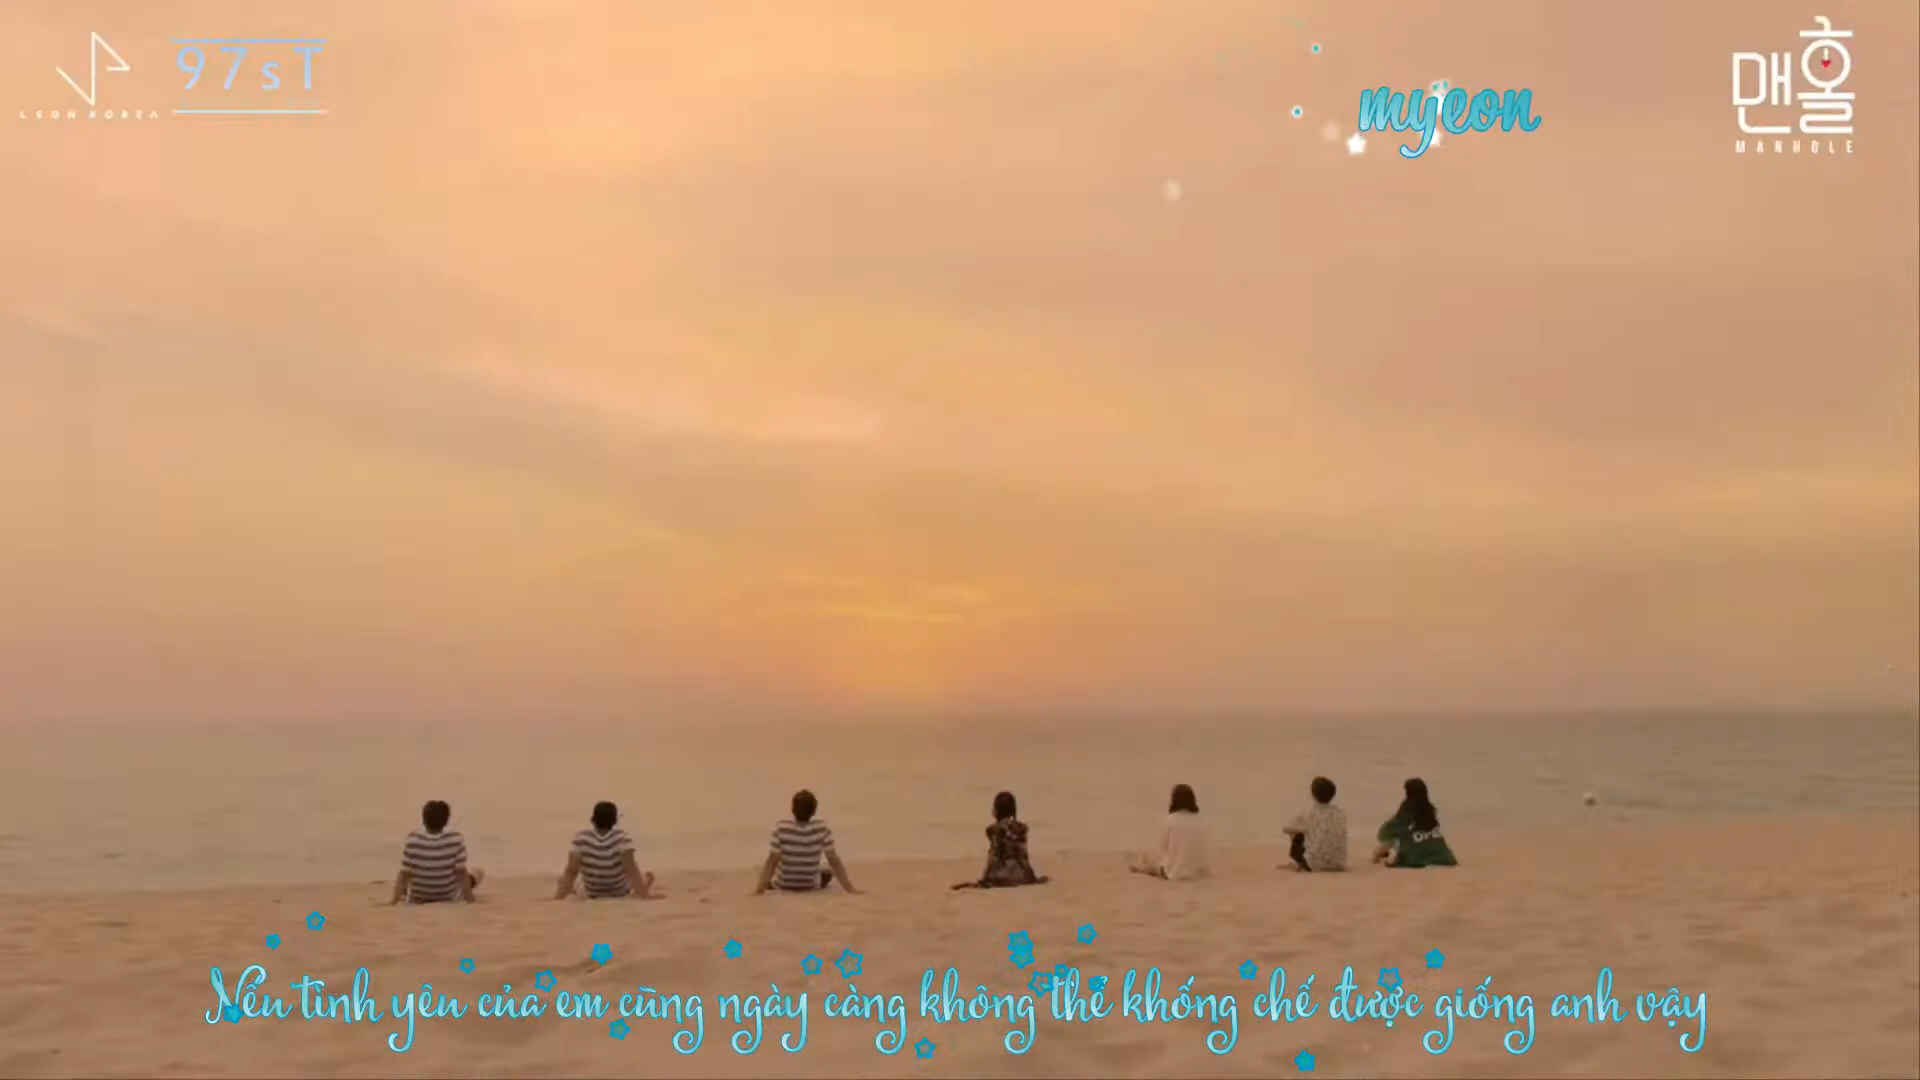 LEON KOREA
97sT
myeon
맨홀
MANHOLE
OPE
Nếu tình yêu của em cũng ngày càng không thể khống chế được giống anh vậy